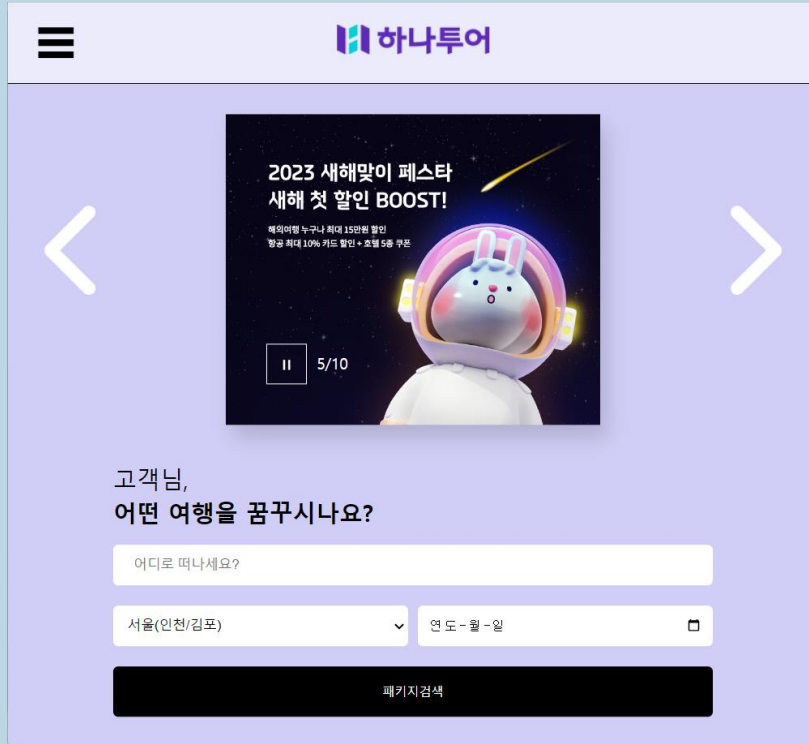 하나투어
2023 새해맞이 페스타
새해 첫 할인 BOOST!
해외여행 누구나 최대 15만원 할인
항공 최대 10% 카드 할인 + 호텔 5종 쿠폰
5/10
고객님,
어떤 여행을 꿈꾸시나요?
어디로 떠나세요?
서울(인천/김포)
연도-월-일
패키지검색